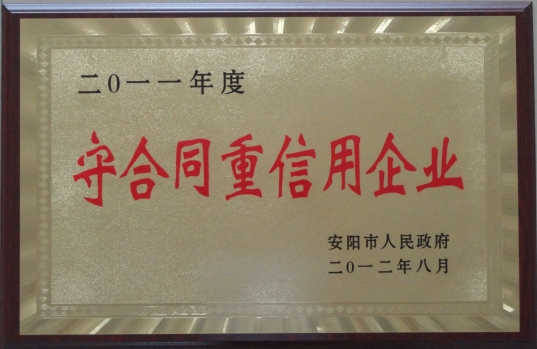 二〇一一年度
守合同重信用企业
安阳市人民政府
二〇一二年八月